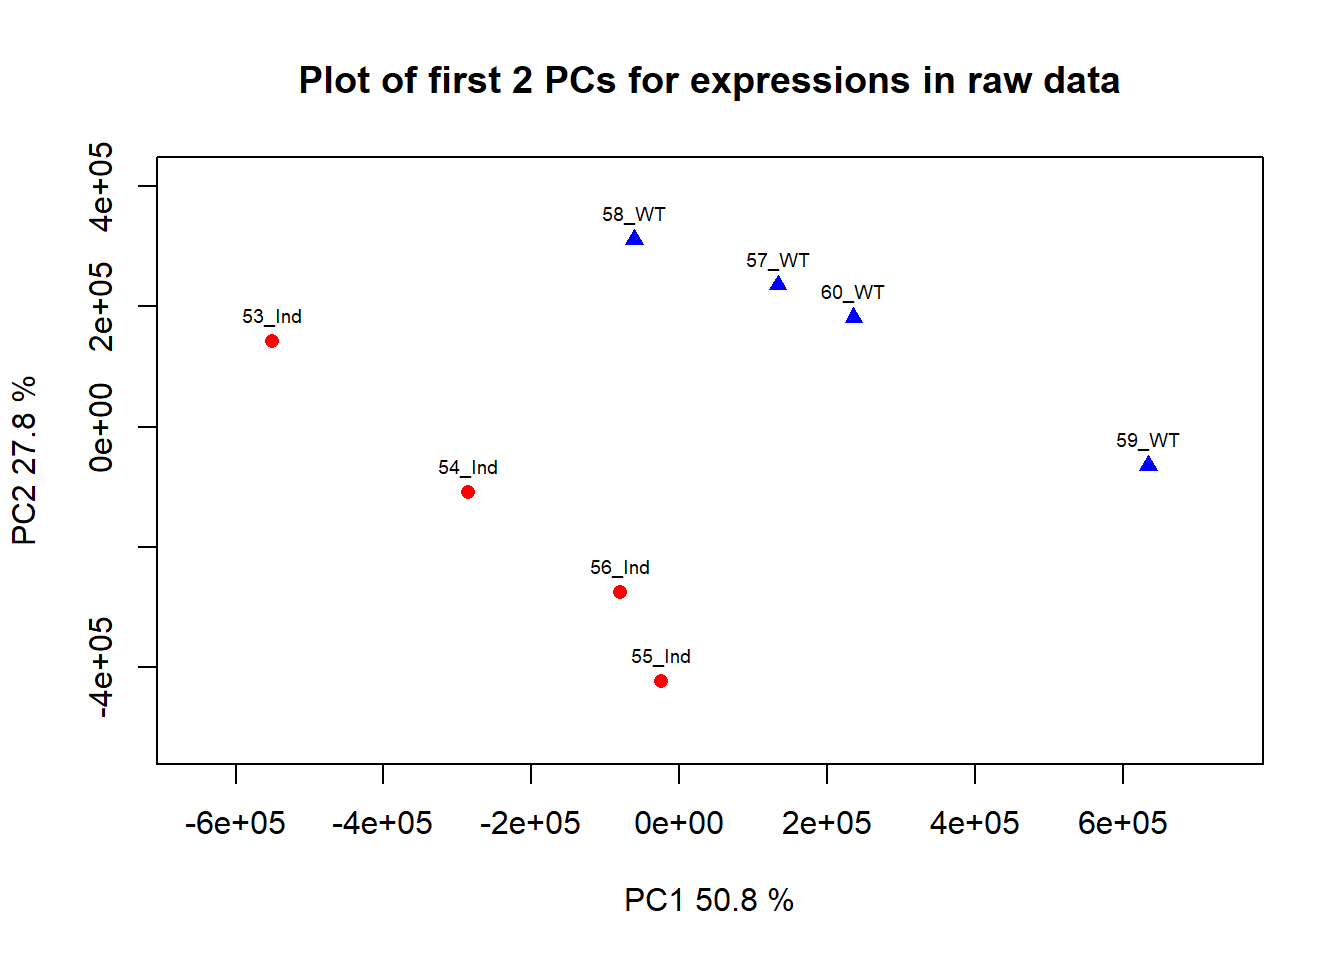 Plot of first 2 PCs for expressions in raw data
4e+05
2e+05
0e+00
-4e+05
PC2 27.8 %
58_WT
57_WT
60_WT
53_Ind
59_WT
54_Ind
56_Ind
55_Ind
-6e+05 -4e+05 -2e+05 0e+00 2e+05 4e+05 6e+05
PC1 50.8 %